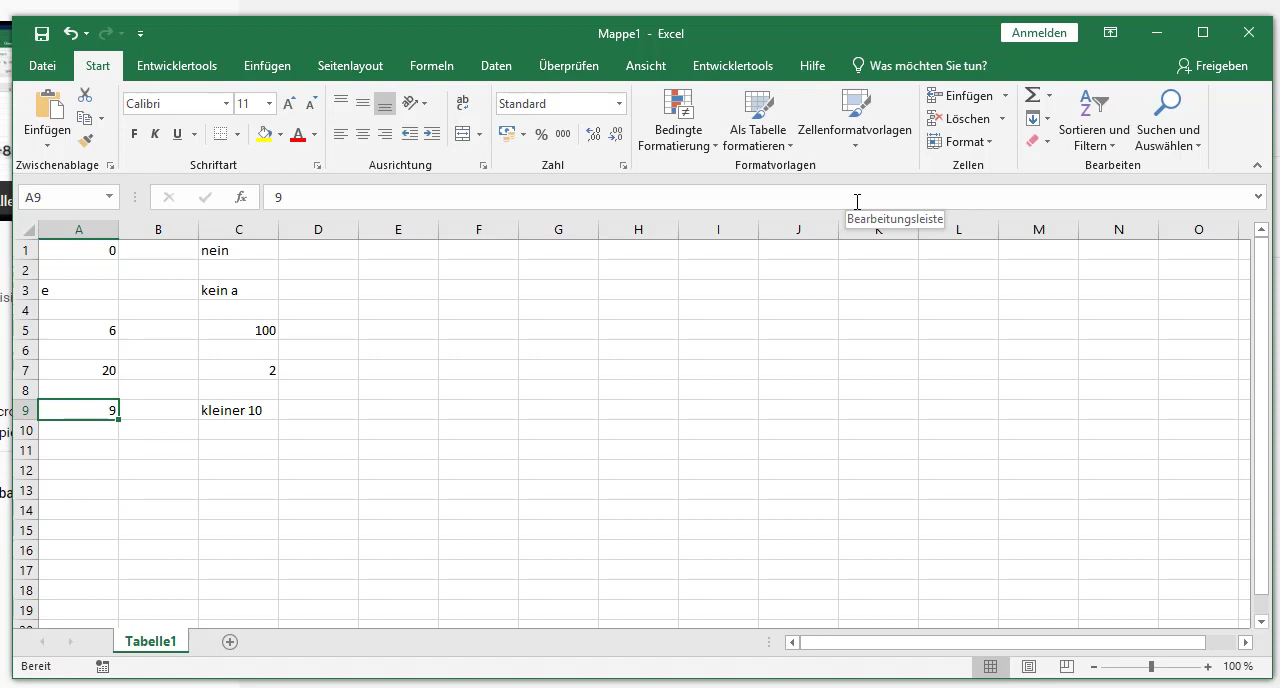 Mappe1 - Excel
Anmelden
Datei Start Entwicklertools Einfügen Seitenlayout Formeln Daten Überprüfen Ansicht Entwicklertools Hilfe Was möchten Sie tun? Freigeben
Einfügen
Calibri 11
F K U
ab
Standard
% 000
Bedingte Formatierung
Als Tabelle formatieren
Zellenformatvorlagen
Einfügen
Löschen
Format
Sortieren und Filtern
Suchen und Auswählen
Zwischenablage Schriftart Ausrichtung Zahl Formatvorlagen Zellen Bearbeiten
A9 fx 9
Bearbeitungsleiste
A B C D E F G H I J K L M N O
1 0 nein
2
3 e kein a
4
5 6 100
6
7 20 2
8
9 9 kleiner 10
10
11
12
13
14
15
16
17
18
19
Tabelle1
Bereit 100 %